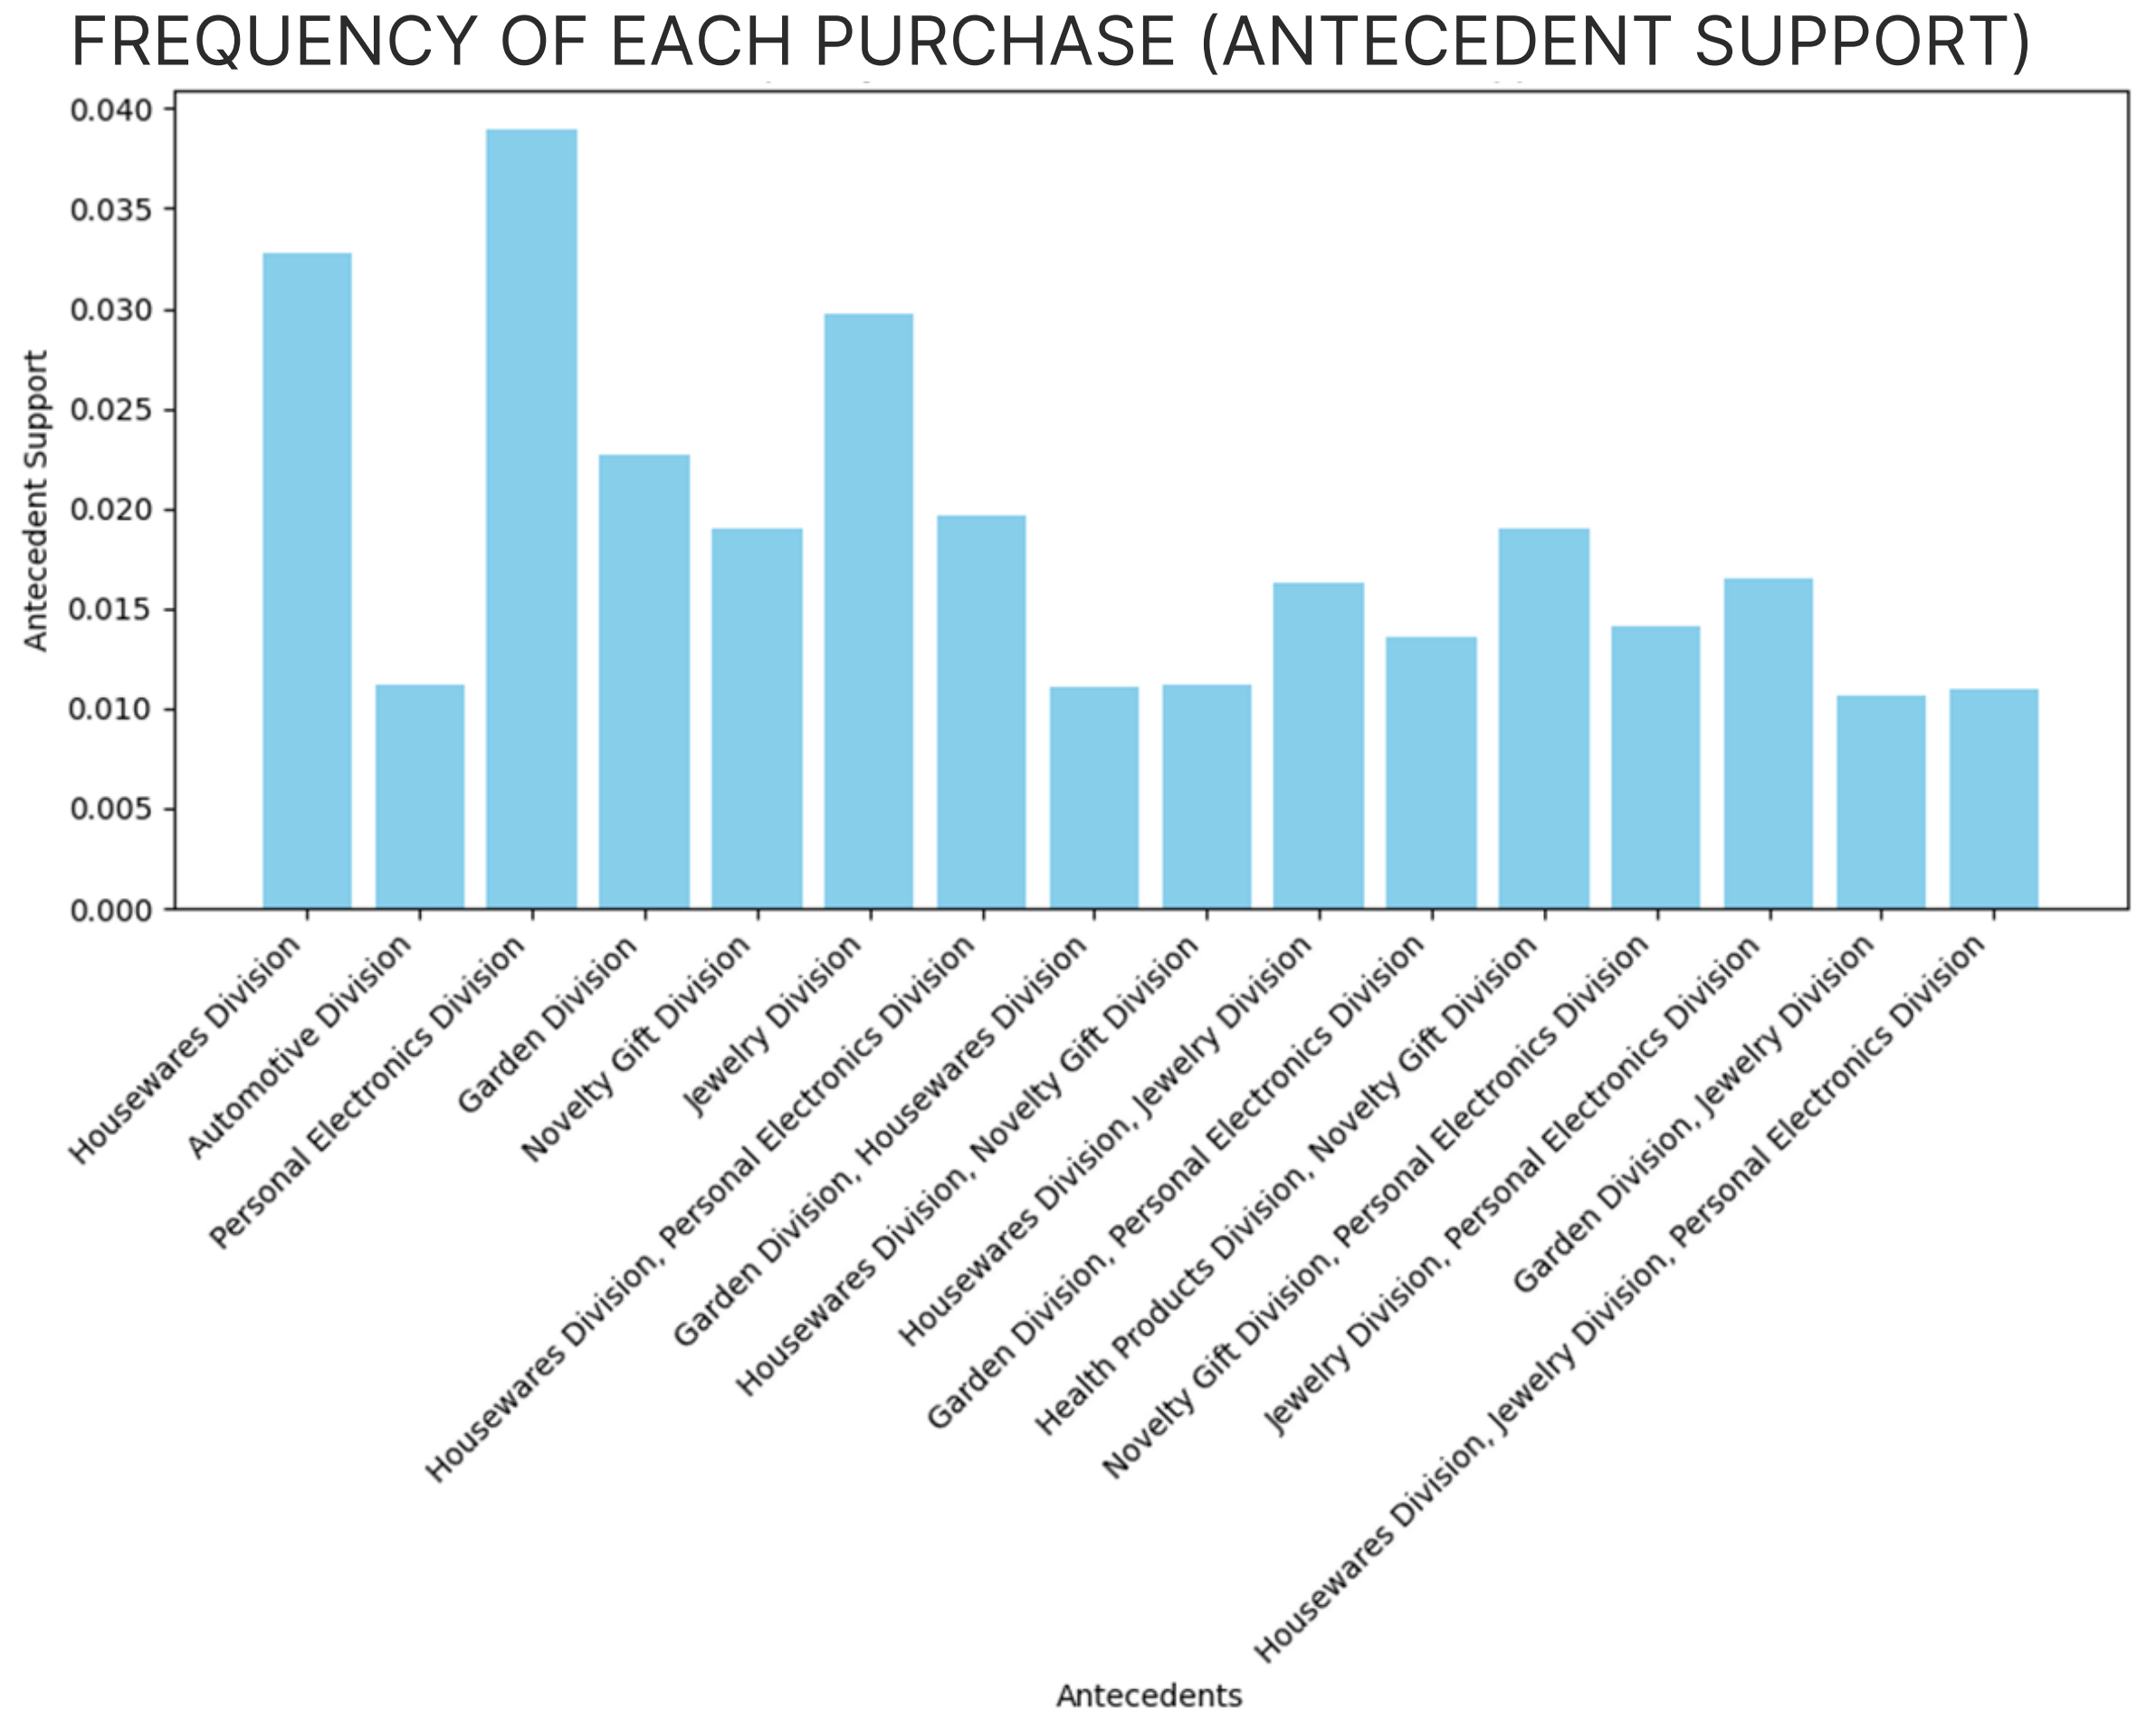 FREQUENCY OF EACH PURCHASE (ANTECEDENT SUPPORT)
0.040
0.035
0.030
0.025
0.020
0.015
0.010
0.005
0.000
Antecedent Support
Housewares Division
Automotive Division
Personal Electronics Division
Garden Division
Novelty Gift Division
Jewelry Division
Housewares Division, Personal Electronics Division
Garden Division, Housewares Division
Housewares Division, Novelty Gift Division
Housewares Division, Jewelry Division
Garden Division, Personal Electronics Division
Health Products Division, Novelty Gift Division
Novelty Gift Division, Personal Electronics Division
Jewelry Division, Personal Electronics Division
Garden Division, Jewelry Division
Housewares Division, Jewelry Division, Personal Electronics Division
Antecedents